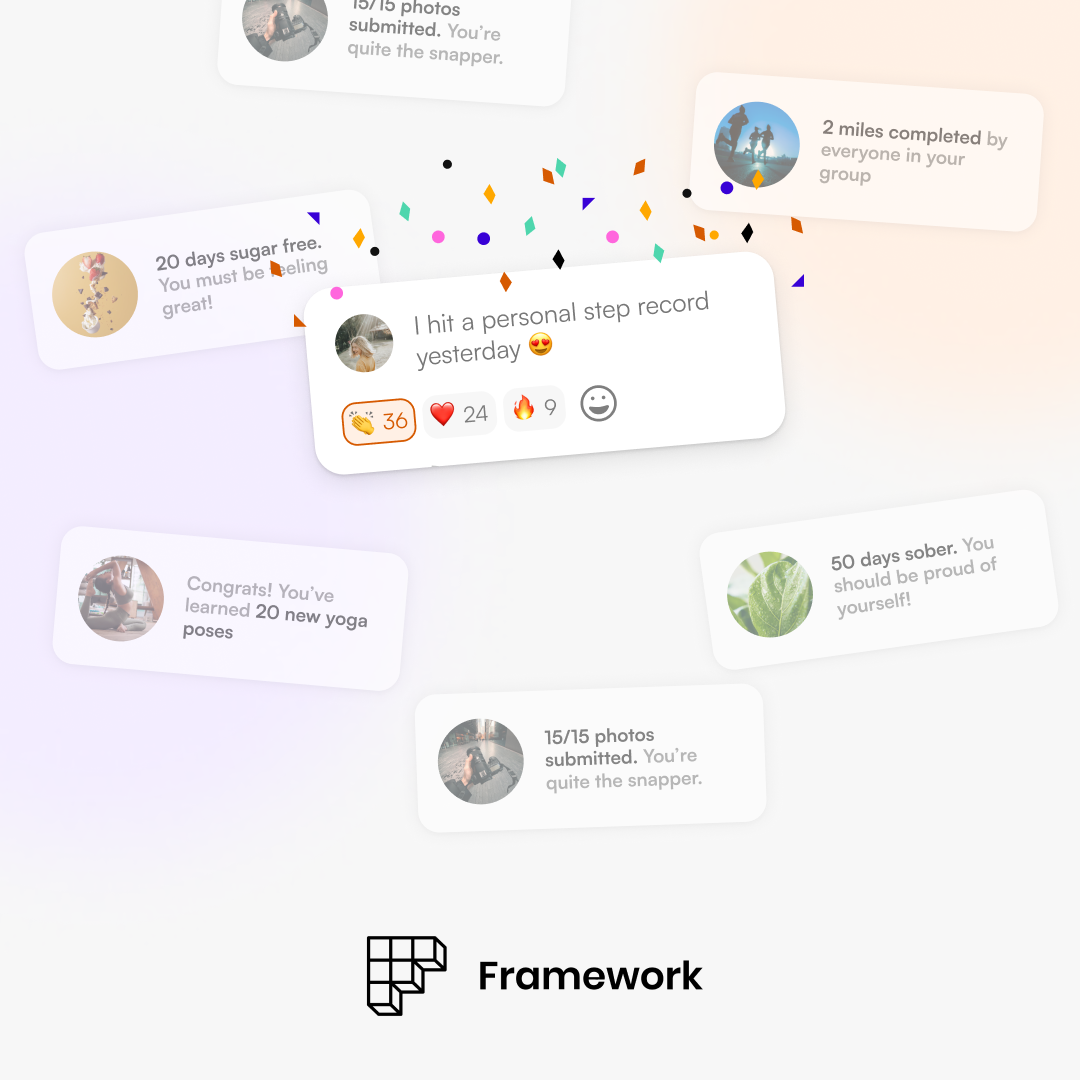 15/15 photos
submitted. You're
quite the snapper.
2 miles completed by
everyone in your
group
20 days sugar free.
You must be feeling
great!
I hit a personal step record
yesterday 😍
👏 36 ❤️ 24 🔥 9
Congrats! You've
learned 20 new yoga
poses
50 days sober. You
should be proud of
yourself!
15/15 photos
submitted. You're
quite the snapper.
Framework